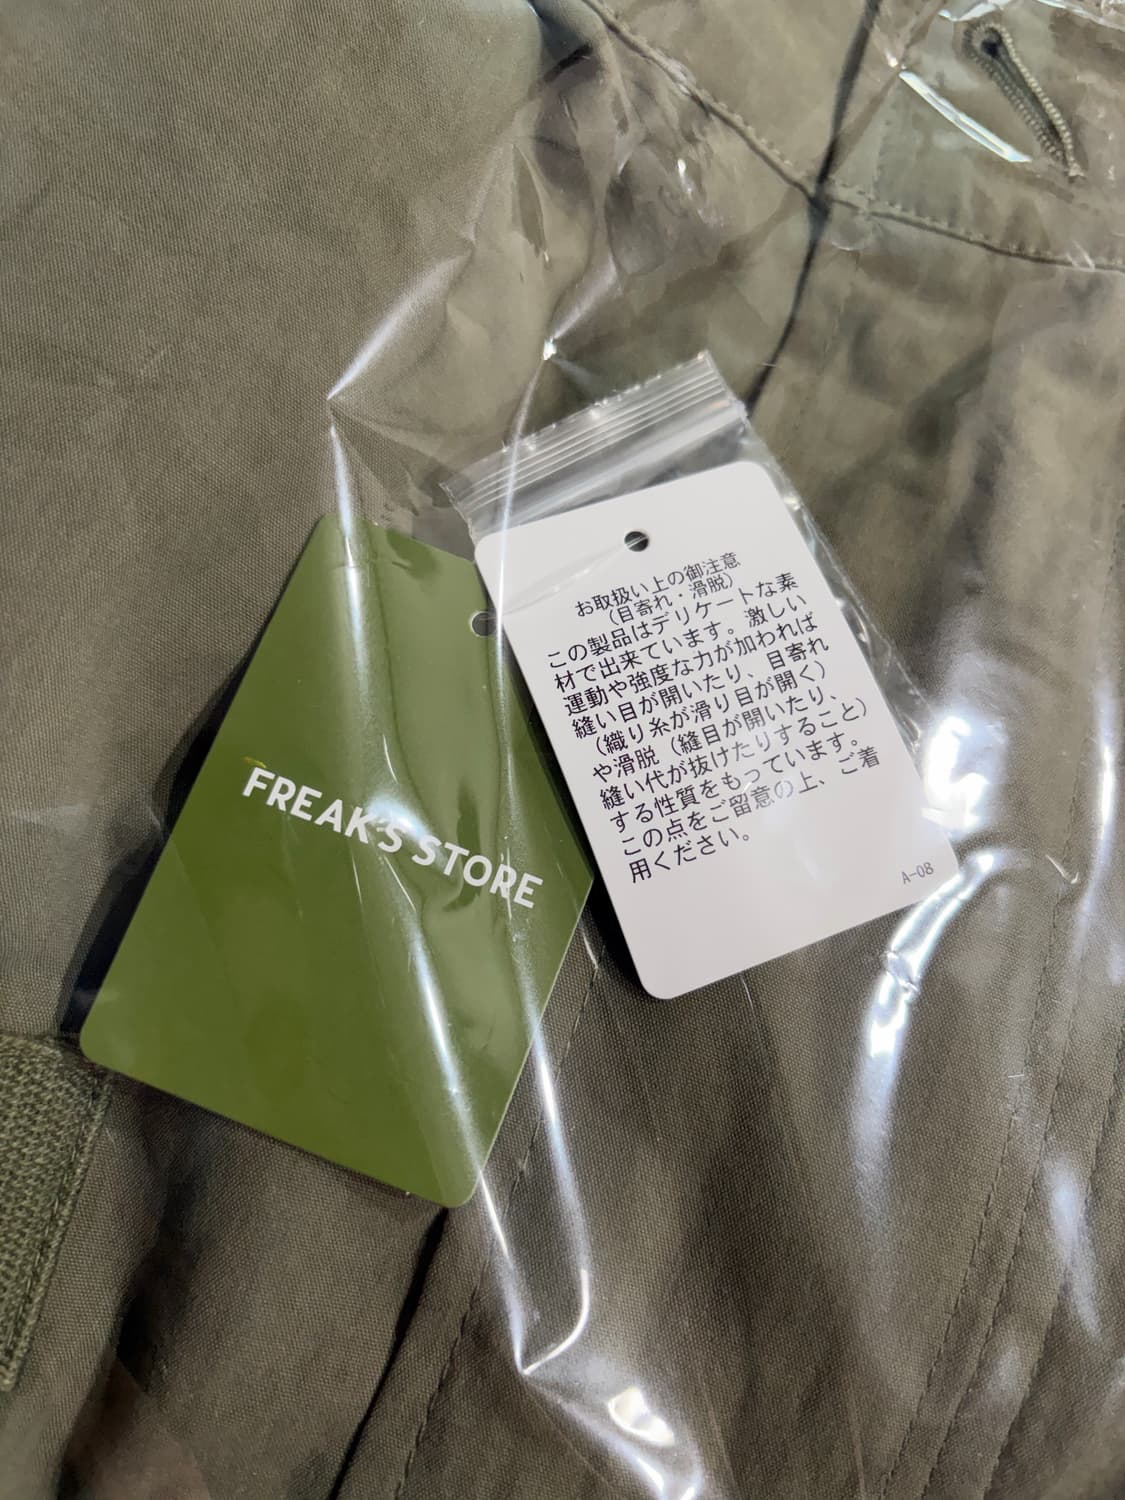 FREAK'S STORE
お取扱い上の御注意
(目寄れ・滑脱)
この製品はデリケートな素
材で出来ています。激しい
運動や強度な力が加われば
縫い目が開いたり、目寄れ
(織り糸が滑り目が開く)
や滑脱(縫目が開いたり、
縫い代が抜けたりすること)
する性質をもっています。
この点をご留意の上、ご着
用ください。
A-08